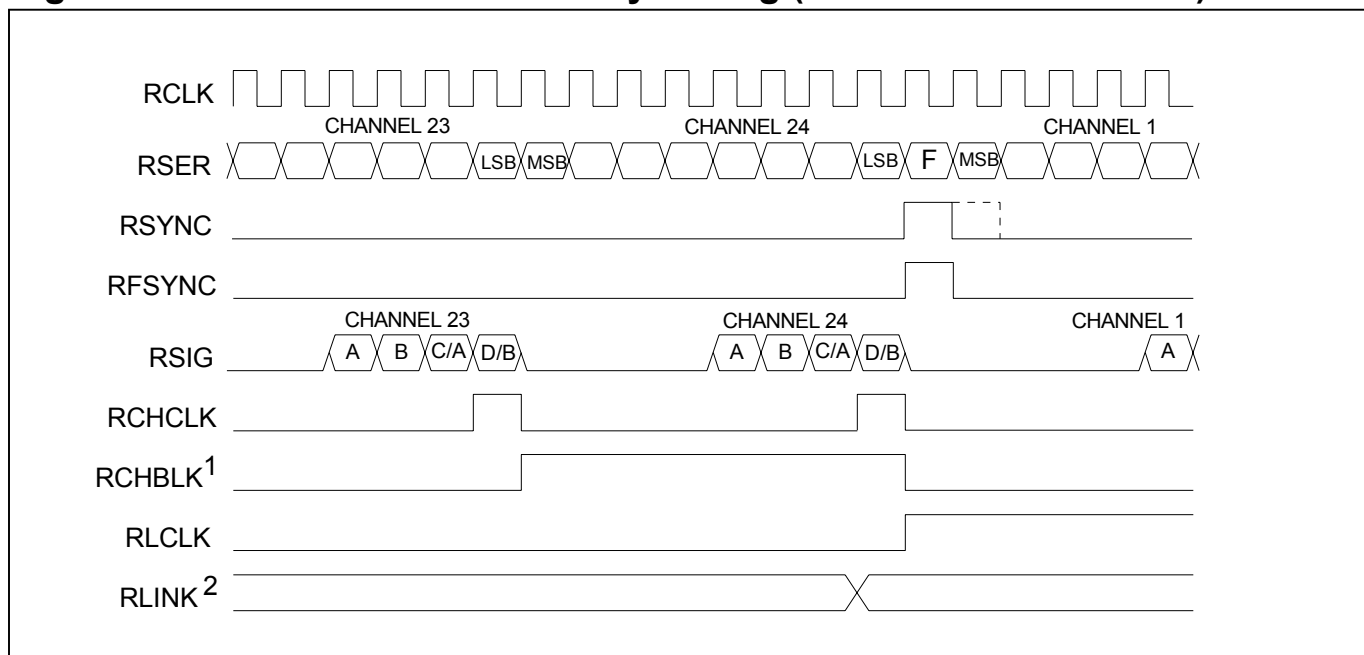 RCLK
CHANNEL 23 CHANNEL 24 CHANNEL 1
RSER LSB MSB LSB F MSB
RSYNC
RFSYNC
CHANNEL 23 CHANNEL 24 CHANNEL 1
RSIG A B C/A D/B A B C/A D/B A
RCHCLK
RCHBLK1
RLCLK
RLINK2